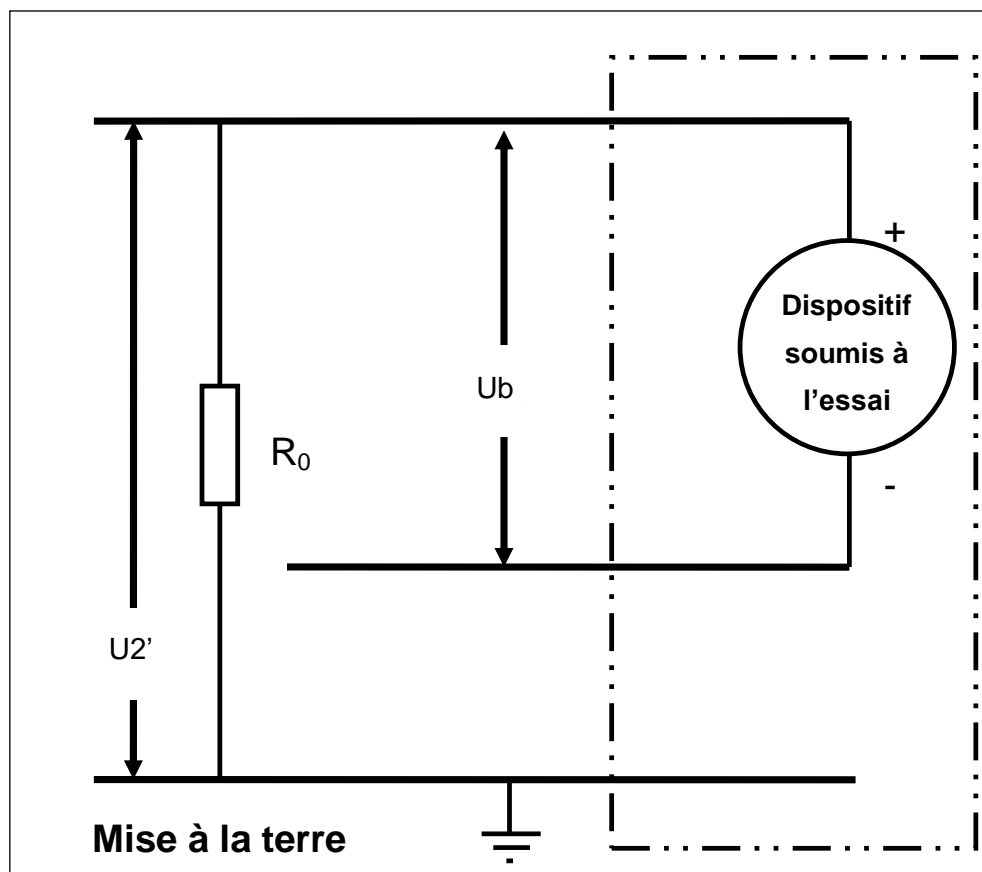 +
Dispositif
soumis à
l’essai
Ub
R₀
-
U2’
Mise à la terre